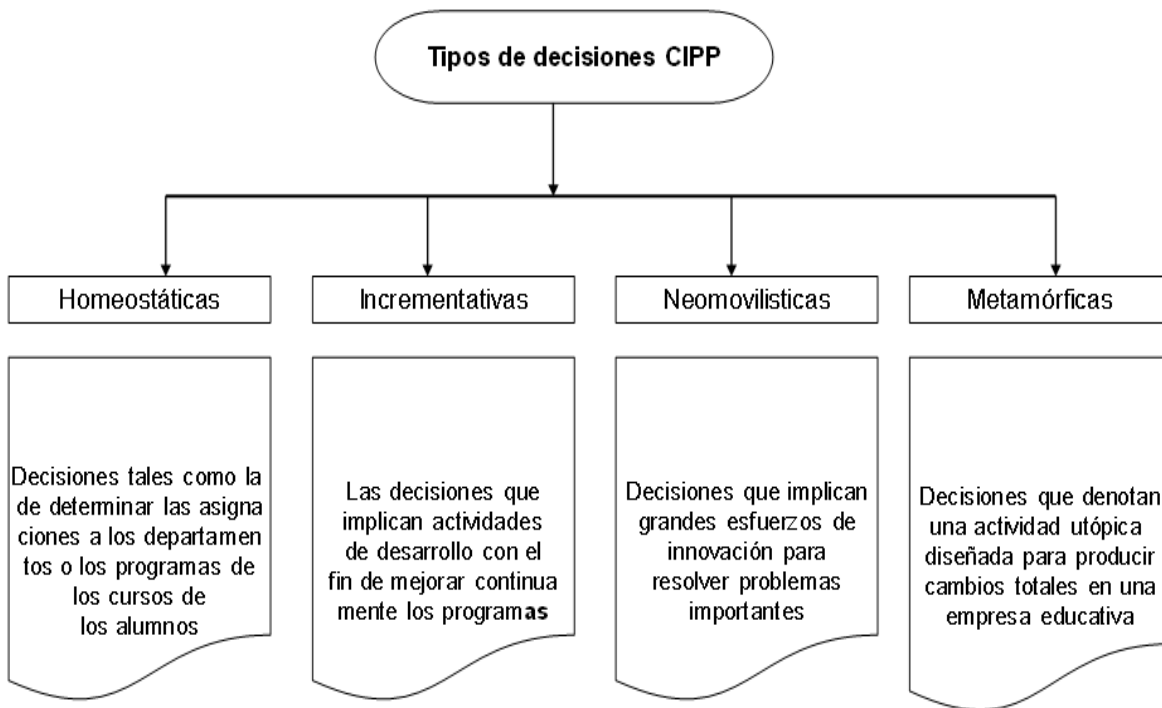 Tipos de decisiones CIPP
Homeostáticas
Incrementativas
Neomovilisticas
Metamórficas
Decisiones tales como la
de determinar las asigna
ciones a los departamen
tos o los programas de
los cursos de
los alumnos
Las decisiones que
implican actividades
de desarrollo con el
fin de mejorar continua
mente los programas
Decisiones que implican
grandes esfuerzos de
innovación para
resolver problemas
importantes
Decisiones que denotan
una actividad utópica
diseñada para producir
cambios totales en una
empresa educativa